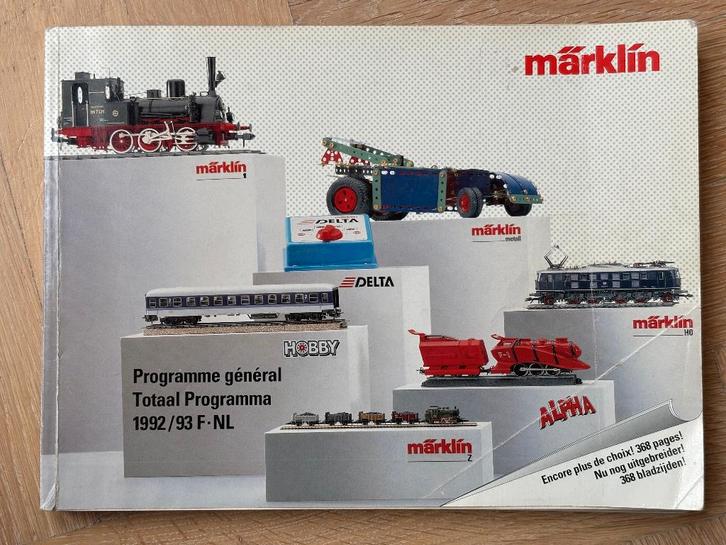 märklin
märklin
1
DELTA
märklin
metall
DELTA
märklin
H0
HOBBY
Programme général
Totaal Programma
1992/93 F·NL
ALPHA
märklin
Z
Encore plus de choix! 368 pages!
Nu nog uitgebreider!
368 bladzijden!